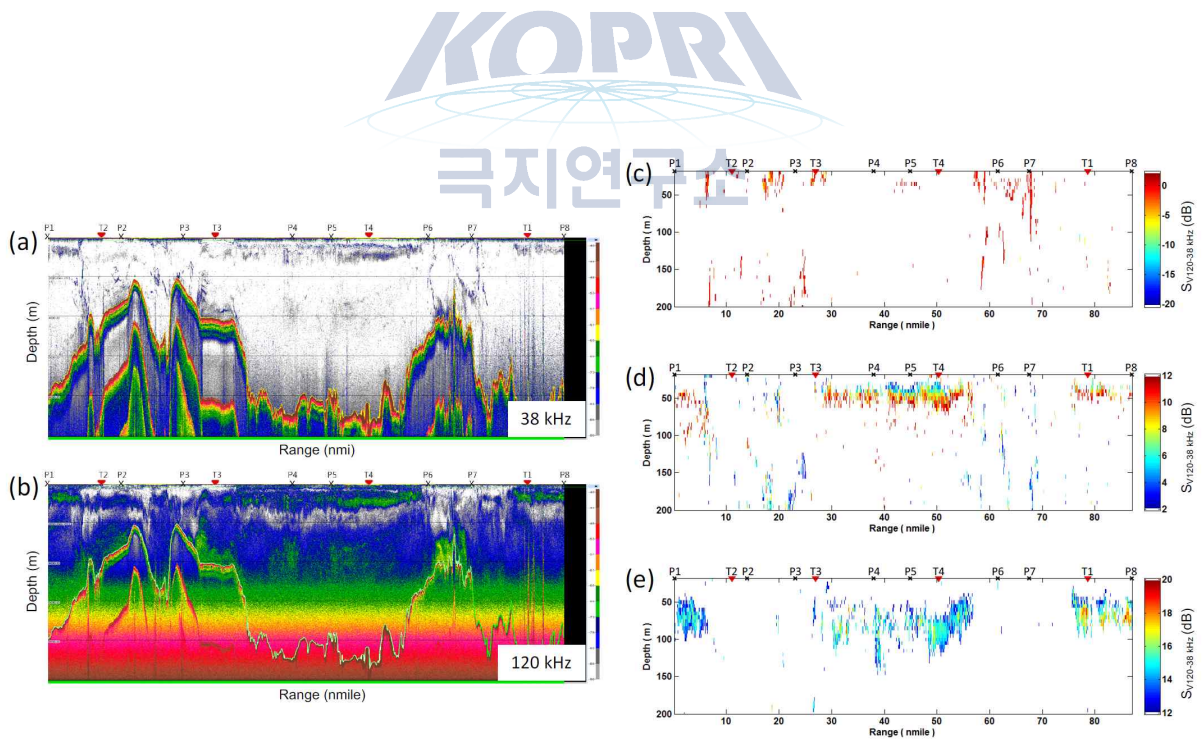 KOPRI
극지연구소
(a)
P1 T2 P2 P3 T3 P4 P5 T4 P6 P7 T1 P8
Depth (m)
38 kHz
Range (nmi)
(b)
P1 T2 P2 P3 T3 P4 P5 T4 P6 P7 T1 P8
Depth (m)
120 kHz
Range (nmile)
(c)
P1 T2 P2 P3 T3 P4 P5 T4 P6 P7 T1 P8
50
100
150
200
Depth ( m )
10 20 30 40 50 60 70 80
Range ( nmile )
0
-5
-10
-15
-20
SV120-38 kHz (dB)
(d)
P1 T2 P2 P3 T3 P4 P5 T4 P6 P7 T1 P8
50
100
150
200
Depth ( m )
10 20 30 40 50 60 70 80
Range ( nmile )
12
10
8
6
4
2
SV120-38 kHz (dB)
(e)
P1 T2 P2 P3 T3 P4 P5 T4 P6 P7 T1 P8
50
100
150
200
Depth ( m )
10 20 30 40 50 60 70 80
Range ( nmile )
20
18
16
14
12
SV120-38 kHz (dB)